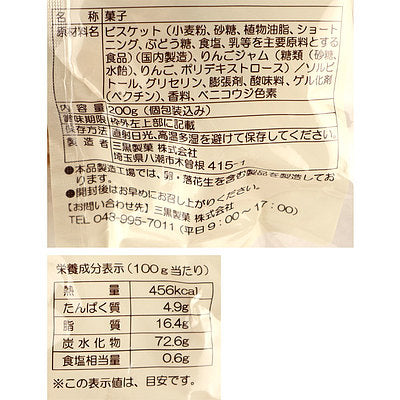 名　称 菓子
原材料名 ビスケット（小麦粉、砂糖、植物油脂、ショート
ニング、ぶどう糖、食塩、乳等を主要原料とする
食品）（国内製造）、りんごジャム（糖類（砂糖、
水飴）、りんご、ポリデキストロース）／ソルビ
トール、グリセリン、膨張剤、酸味料、ゲル化剤
（ペクチン）、香料、ベニコウジ色素
内容量 200g（個包装込み）
賞味期限 枠外左上部に記載
保存方法 直射日光、高温多湿を避けて保存してください。
製造者 三黒製菓 株式会社
埼玉県八潮市木曽根415-1
●本品製造工場では、卵・落花生を含む製品を製造してお
ります。
●開封後はお早めにお召し上がりください。
【お問い合わせ先】三黒製菓 株式会社
TEL 048-995-7011（平日9：00〜17：00）
栄養成分表示（100g当たり）
熱量 456kcal
たんぱく質 4.9g
脂質 16.4g
炭水化物 72.6g
食塩相当量 0.6g
※この表示値は、目安です。